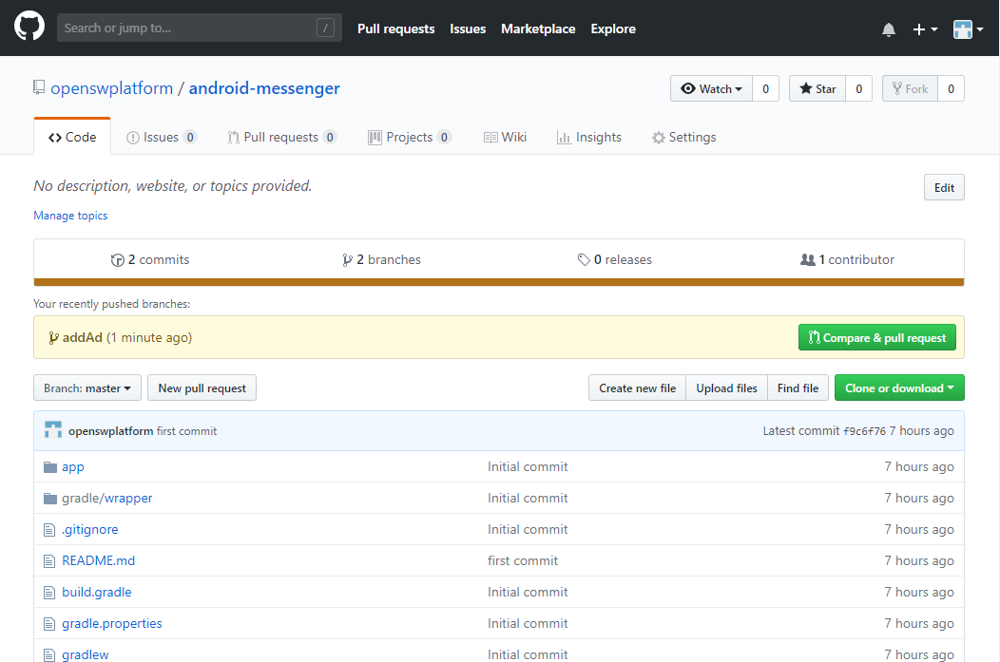 Search or jump to... /
Pull requests Issues Marketplace Explore
openswplatform / android-messenger
Watch 0 Star 0 Fork 0
Code Issues 0 Pull requests 0 Projects 0 Wiki Insights Settings
No description, website, or topics provided. Edit
Manage topics
2 commits 2 branches 0 releases 1 contributor
Your recently pushed branches:
addAd (1 minute ago) Compare & pull request
Branch: master New pull request Create new file Upload files Find file Clone or download
openswplatform first commit Latest commit f9c6f76 7 hours ago
app Initial commit 7 hours ago
gradle/wrapper Initial commit 7 hours ago
.gitignore Initial commit 7 hours ago
README.md first commit 7 hours ago
build.gradle Initial commit 7 hours ago
gradle.properties Initial commit 7 hours ago
gradlew Initial commit 7 hours ago